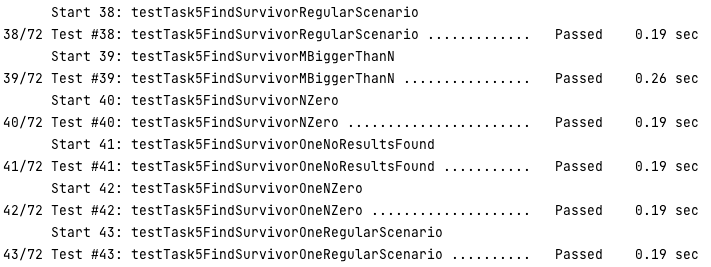 Start 38: testTask5FindSurvivorRegularScenario
38/72 Test #38: testTask5FindSurvivorRegularScenario .............   Passed    0.19 sec
      Start 39: testTask5FindSurvivorMBiggerThanN
39/72 Test #39: testTask5FindSurvivorMBiggerThanN ................   Passed    0.26 sec
      Start 40: testTask5FindSurvivorNZero
40/72 Test #40: testTask5FindSurvivorNZero .......................   Passed    0.19 sec
      Start 41: testTask5FindSurvivorOneNoResultsFound
41/72 Test #41: testTask5FindSurvivorOneNoResultsFound ...........   Passed    0.19 sec
      Start 42: testTask5FindSurvivorOneNZero
42/72 Test #42: testTask5FindSurvivorOneNZero ....................   Passed    0.19 sec
      Start 43: testTask5FindSurvivorOneRegularScenario
43/72 Test #43: testTask5FindSurvivorOneRegularScenario ..........   Passed    0.19 sec